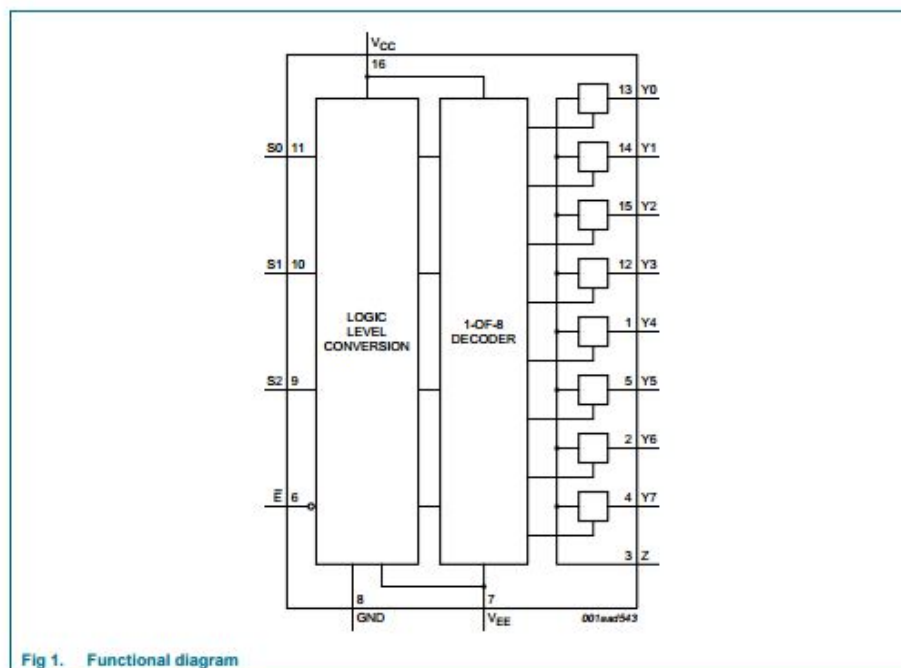 VCC
16
13 Y0
S0 11
14 Y1
15 Y2
S1 10
12 Y3
LOGIC
LEVEL
CONVERSION
1-OF-8
DECODER
1 Y4
S2 9
5 Y5
2 Y6
E̅ 6
4 Y7
3 Z
8
GND
7
VEE
001aad543
Fig 1. Functional diagram